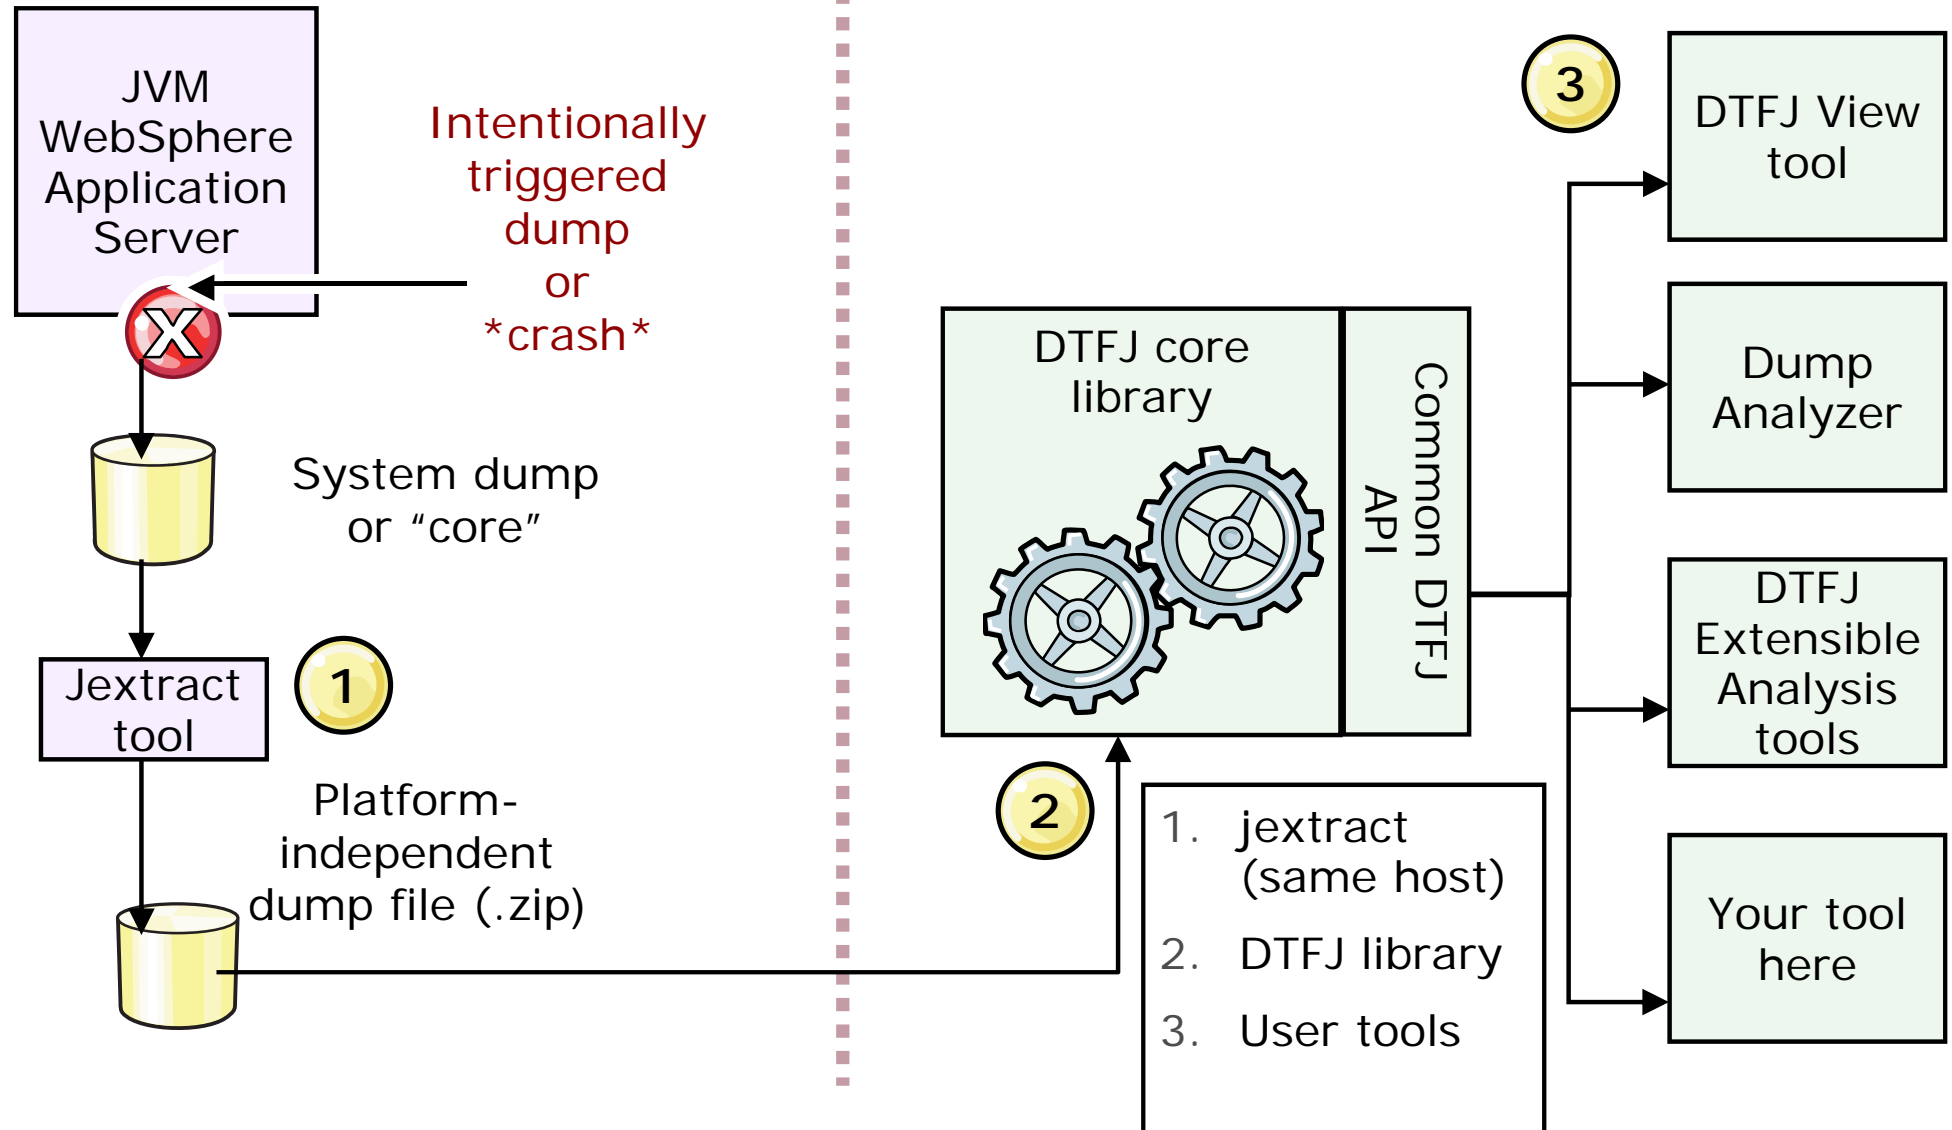 JVM
WebSphere
Application
Server
Intentionally
triggered
dump
or
*crash*
X
System dump
or “core”
Jextract
tool
1
Platform-
independent
dump file (.zip)
DTFJ core
library
Common DTFJ
API
2
1. jextract
(same host)
2. DTFJ library
3. User tools
3
DTFJ View
tool
Dump
Analyzer
DTFJ
Extensible
Analysis
tools
Your tool
here